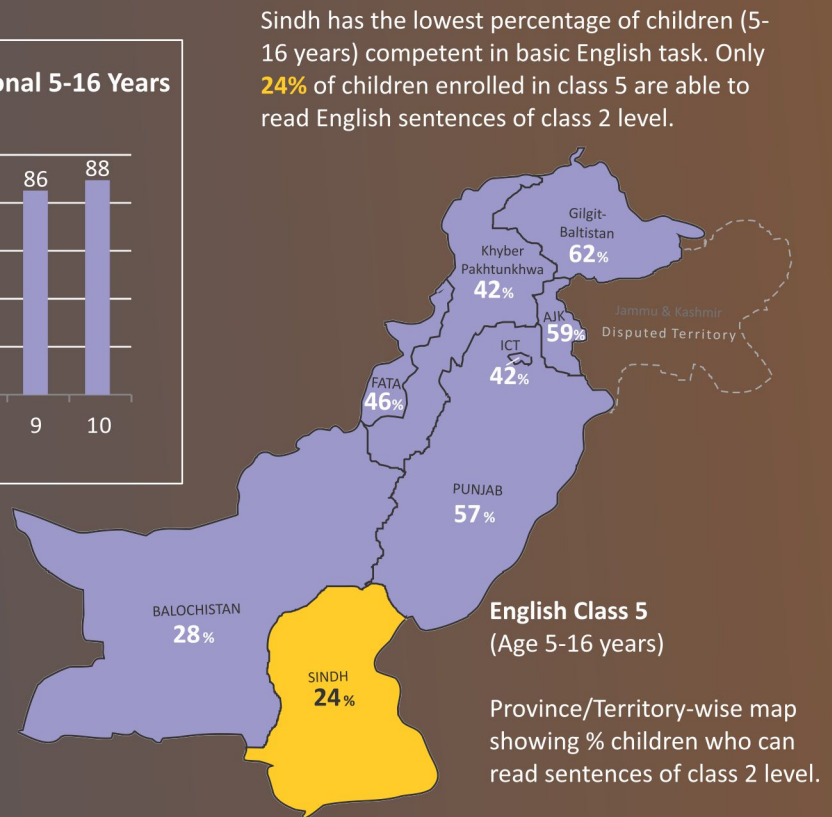 Sindh has the lowest percentage of children (5-
16 years) competent in basic English task. Only
24% of children enrolled in class 5 are able to
read English sentences of class 2 level.
onal 5-16 Years
86
88
9
10
Gilgit-
Baltistan
62%
Khyber
Pakhtunkhwa
42%
Jammu & Kashmir
Disputed Territory
AJK
59%
ICT
42%
FATA
46%
PUNJAB
57%
BALOCHISTAN
28%
SINDH
24%
English Class 5
(Age 5-16 years)
Province/Territory-wise map
showing % children who can
read sentences of class 2 level.